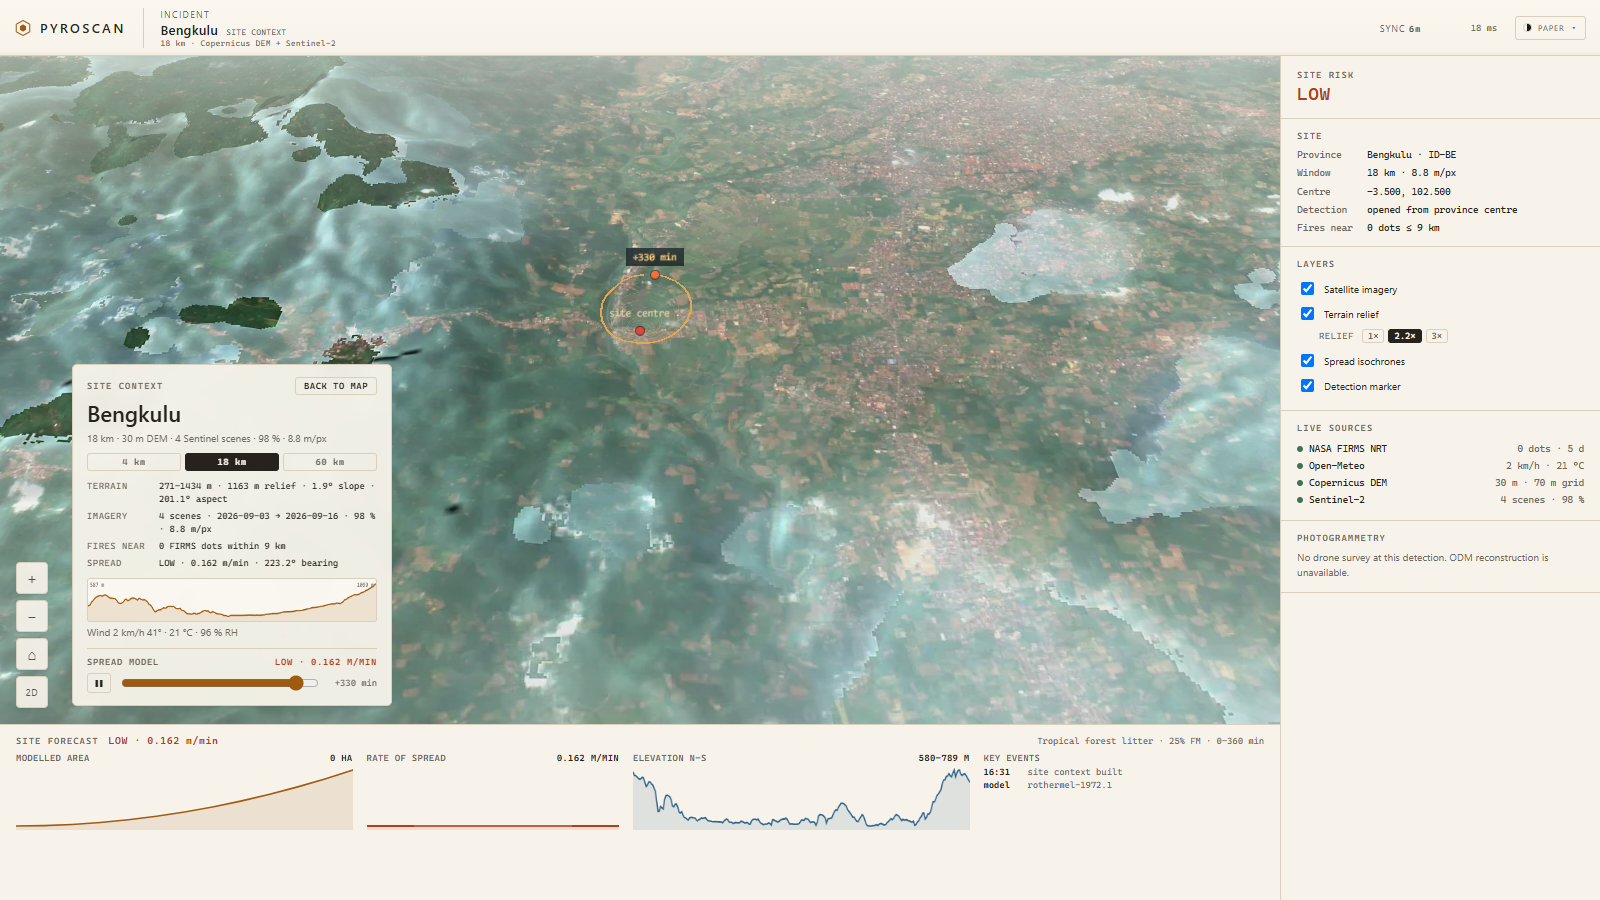 PYROSCAN
INCIDENT
Bengkulu SITE CONTEXT
18 km · Copernicus DEM + Sentinel-2
SYNC 6m
18 ms
PAPER
+330 min
site centre
SITE CONTEXT
BACK TO MAP
Bengkulu
18 km · 30 m DEM · 4 Sentinel scenes · 98 % · 8.8 m/px
4 km
18 km
60 km
TERRAIN 271–1434 m · 1163 m relief · 1.9° slope ·
201.1° aspect
IMAGERY 4 scenes · 2026-09-03 → 2026-09-16 · 98 %
· 8.8 m/px
FIRES NEAR 0 FIRMS dots within 9 km
SPREAD LOW · 0.162 m/min · 223.2° bearing
587 m
Wind 2 km/h 41° · 21 °C · 96 % RH
SPREAD MODEL LOW · 0.162 M/MIN
+330 min
+
−
2D
SITE RISK
LOW
SITE
Province Bengkulu · ID-BE
Window 18 km · 8.8 m/px
Centre −3.500, 102.500
Detection opened from province centre
Fires near 0 dots ≤ 9 km
LAYERS
Satellite imagery
Terrain relief
RELIEF 1× 2.2× 3×
Spread isochrones
Detection marker
LIVE SOURCES
NASA FIRMS NRT 0 dots · 5 d
Open-Meteo 2 km/h · 21 °C
Copernicus DEM 30 m · 70 m grid
Sentinel-2 4 scenes · 98 %
PHOTOGRAMMETRY
No drone survey at this detection. ODM reconstruction is
unavailable.
SITE FORECAST LOW · 0.162 m/min
Tropical forest litter · 25% FM · 0–360 min
MODELLED AREA 0 HA
RATE OF SPREAD 0.162 M/MIN
ELEVATION N–S 580–789 M
KEY EVENTS
16:31 site context built
model rothermel-1972.1